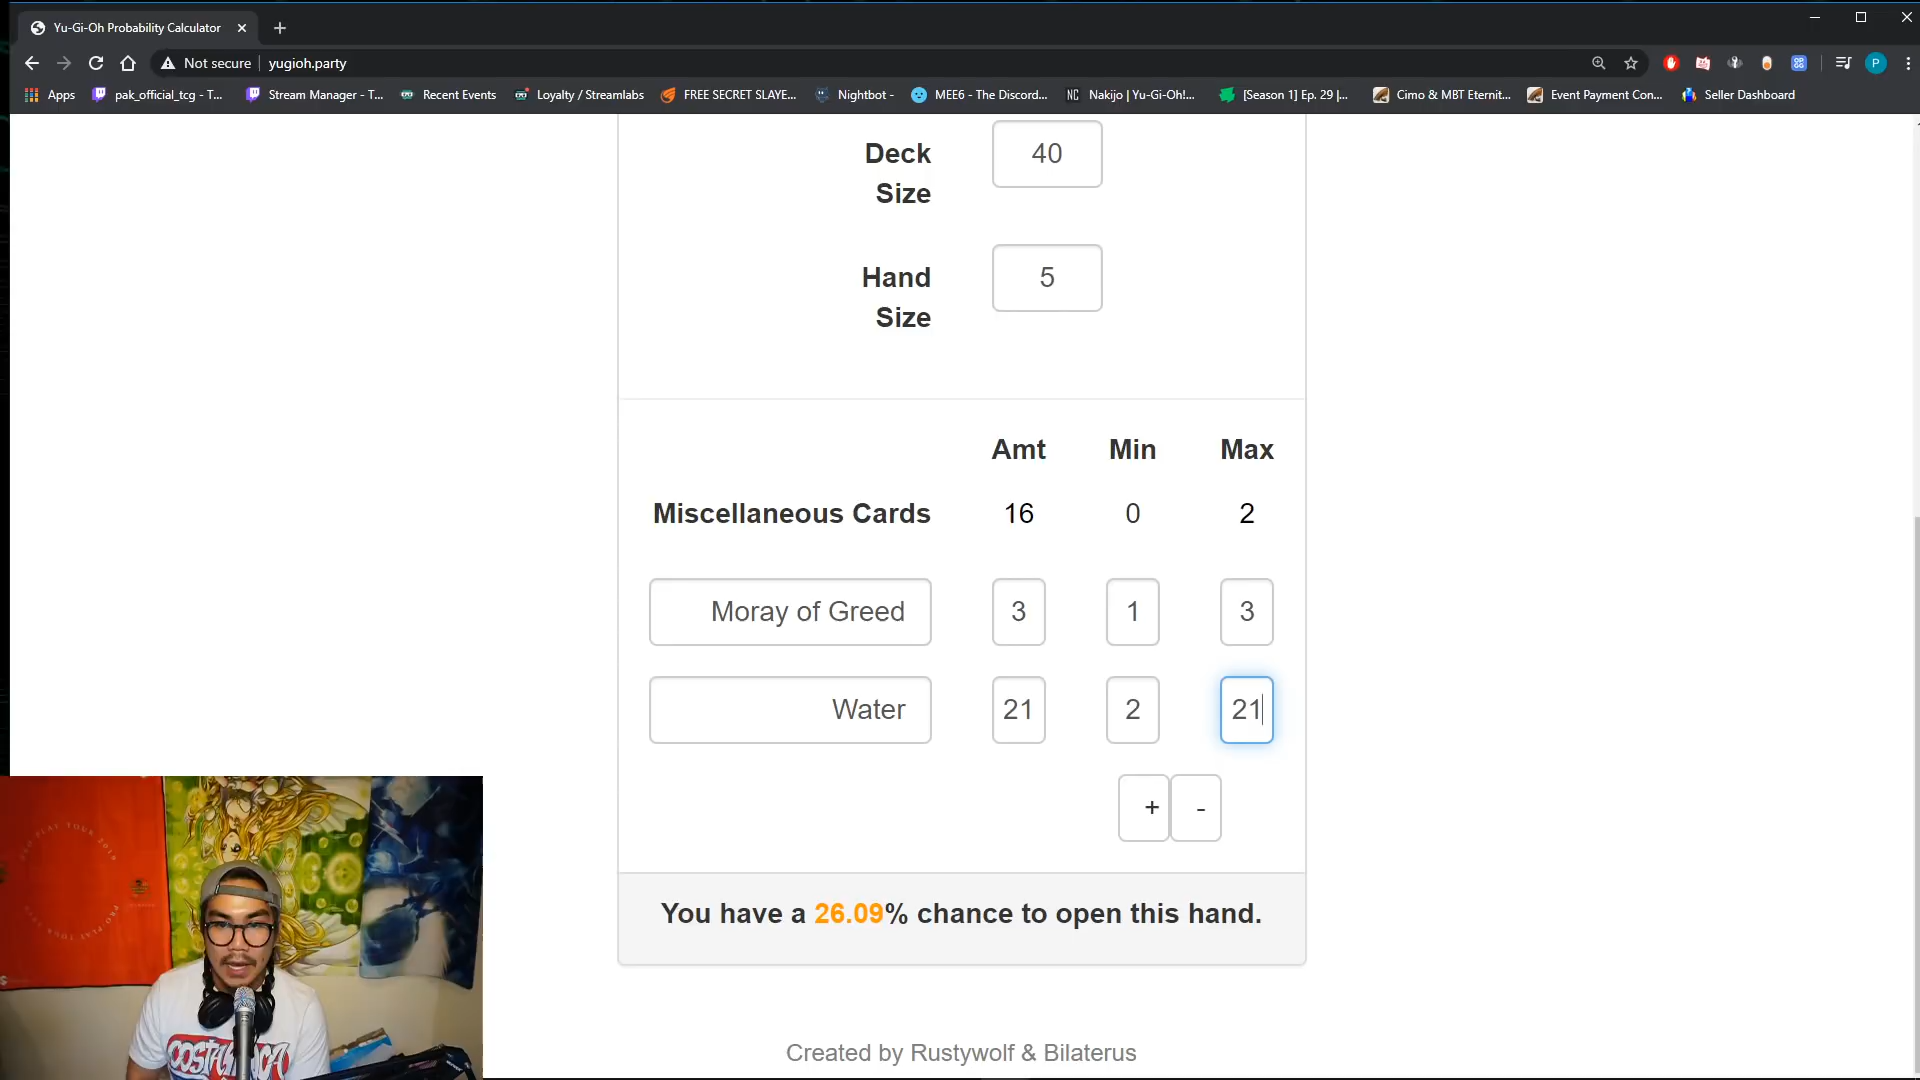 Yu-Gi-Oh Probability Calculator
Not secure yugioh.party
P
Apps pak_official_tcg - T... Stream Manager - T... Recent Events Loyalty / Streamlabs FREE SECRET SLAYE... Nightbot - MEE6 - The Discord... NC Nakijo | Yu-Gi-Oh!... [Season 1] Ep. 29 |... Cimo & MBT Eternit... Event Payment Con... Seller Dashboard
Deck 40
Size
Hand 5
Size
Amt Min Max
Miscellaneous Cards 16 0 2
Moray of Greed 3 1 3
Water 21 2 21
+ -
You have a 26.09% chance to open this hand.
Created by Rustywolf & Bilaterus